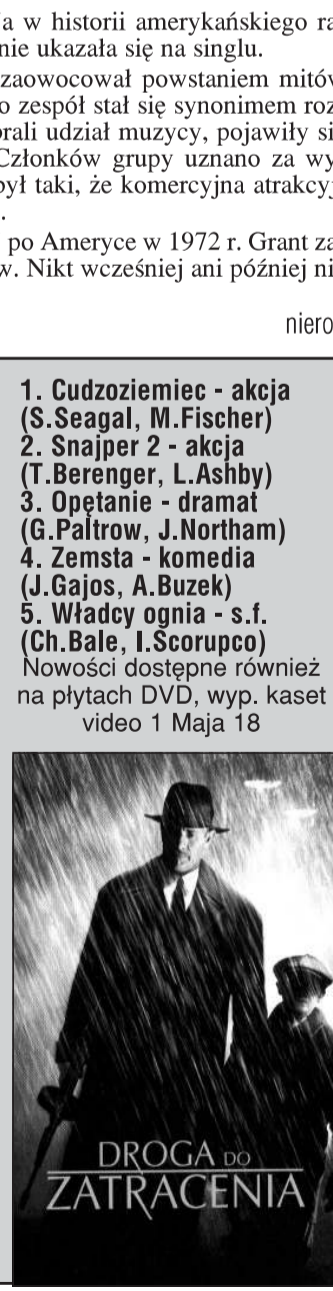 a w historii amerykańskiego ra
nie ukazała się na singlu.
zaowocował powstaniem mitów
o zespół stał się synonimem roz
orali udział muzycy, pojawiły si
Członków grupy uznano za wy
był taki, że komercyjna atrakcyj
.
po Ameryce w 1972 r. Grant za
w. Nikt wcześniej ani później ni
niero
1. Cudzoziemiec - akcja
(S.Seagal, M.Fischer)
2. Snajper 2 - akcja
(T.Berenger, L.Ashby)
3. Opętanie - dramat
(G.Paltrow, J.Northam)
4. Zemsta - komedia
(J.Gajos, A.Buzek)
5. Władcy ognia - s.f.
(Ch.Bale, I.Scorupco)
Nowości dostępne również
na płytach DVD, wyp. kaset
video 1 Maja 18
DROGA DO
ZATRACENIA